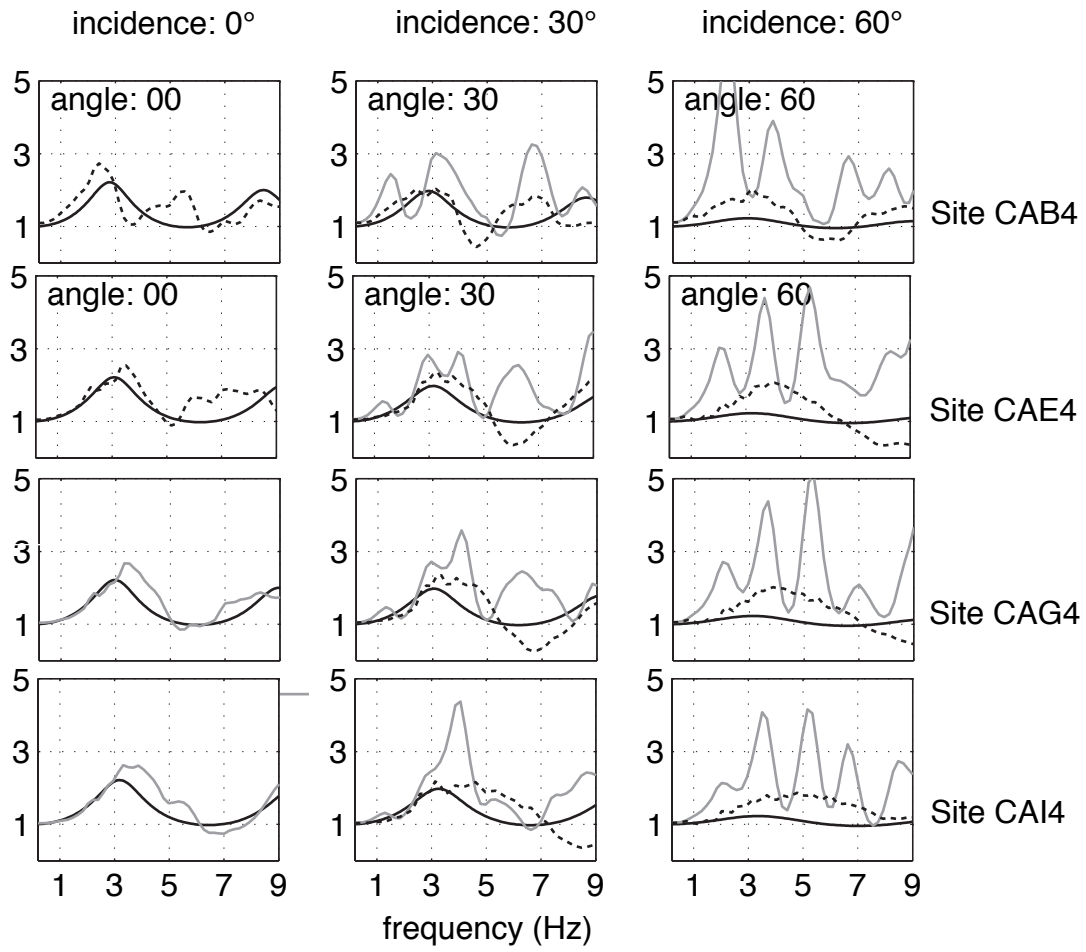 incidence: 0° incidence: 30° incidence: 60°
5 angle: 00 5 angle: 30 5 angle: 60
3 3 3
1 1 1 Site CAB4
5 angle: 00 5 angle: 30 5 angle: 60
3 3 3
1 1 1 Site CAE4
5 5 5
3 3 3
1 1 1 Site CAG4
5 5 5
3 3 3
1 1 1 Site CAI4
1 3 5 7 9 1 3 5 7 9 1 3 5 7 9
frequency (Hz)